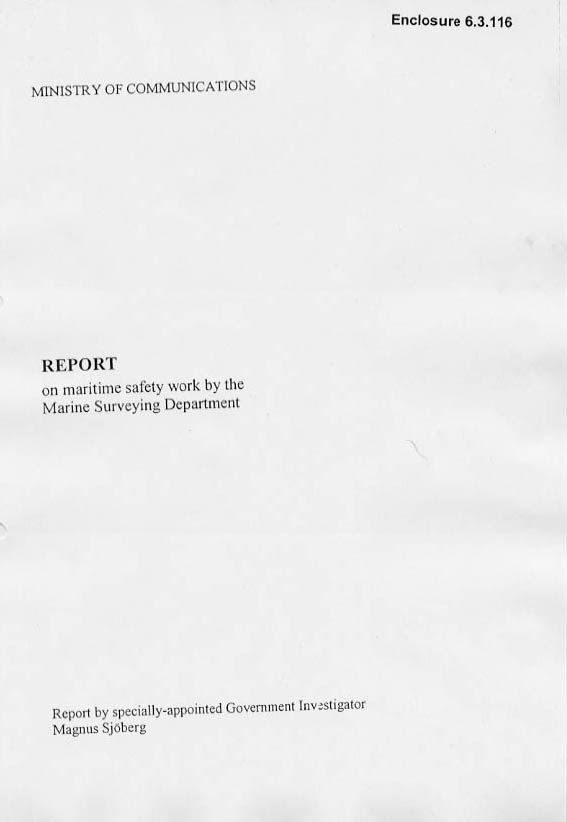 Enclosure 6.3.116
MINISTRY OF COMMUNICATIONS
REPORT
on maritime safety work by the
Marine Surveying Department
Report by specially-appointed Government Investigator
Magnus Sjöberg